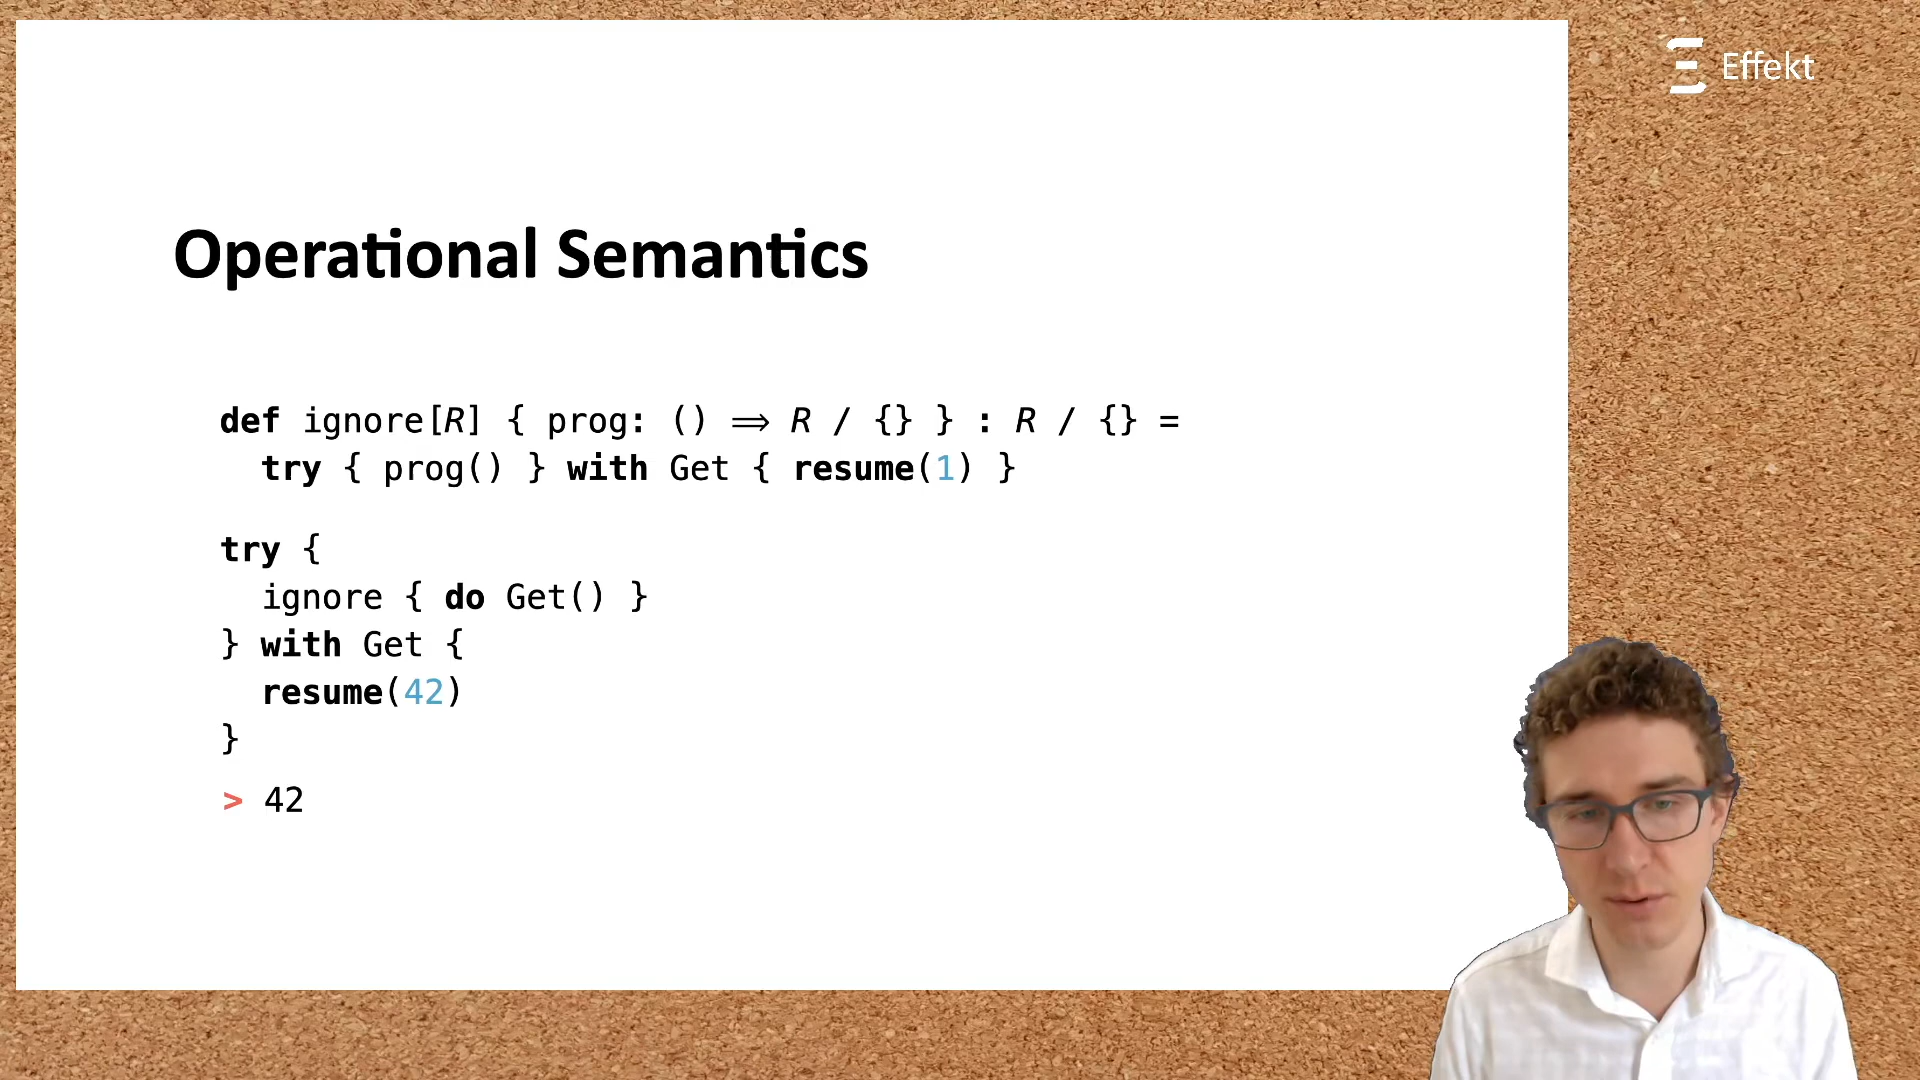 Effekt
Operational Semantics
def ignore[R] { prog: () ⟹ R / {} } : R / {} =
try { prog() } with Get { resume(1) }
try {
ignore { do Get() }
} with Get {
resume(42)
}
> 42